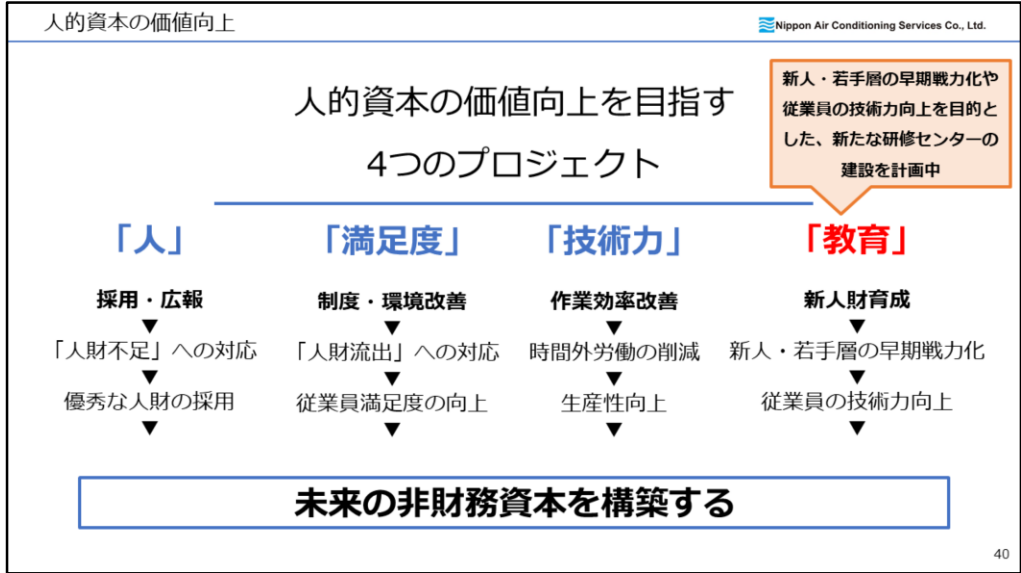 人的資本の価値向上
Nippon Air Conditioning Services Co., Ltd.
人的資本の価値向上を目指す
4つのプロジェクト
新人・若手層の早期戦力化や
従業員の技術力向上を目的と
した、新たな研修センターの
建設を計画中
「人」
採用・広報
▼
「人財不足」への対応
▼
優秀な人財の採用
▼
「満足度」
制度・環境改善
▼
「人財流出」への対応
▼
従業員満足度の向上
▼
「技術力」
作業効率改善
▼
時間外労働の削減
▼
生産性向上
▼
「教育」
新人財育成
▼
新人・若手層の早期戦力化
▼
従業員の技術力向上
▼
未来の非財務資本を構築する
40